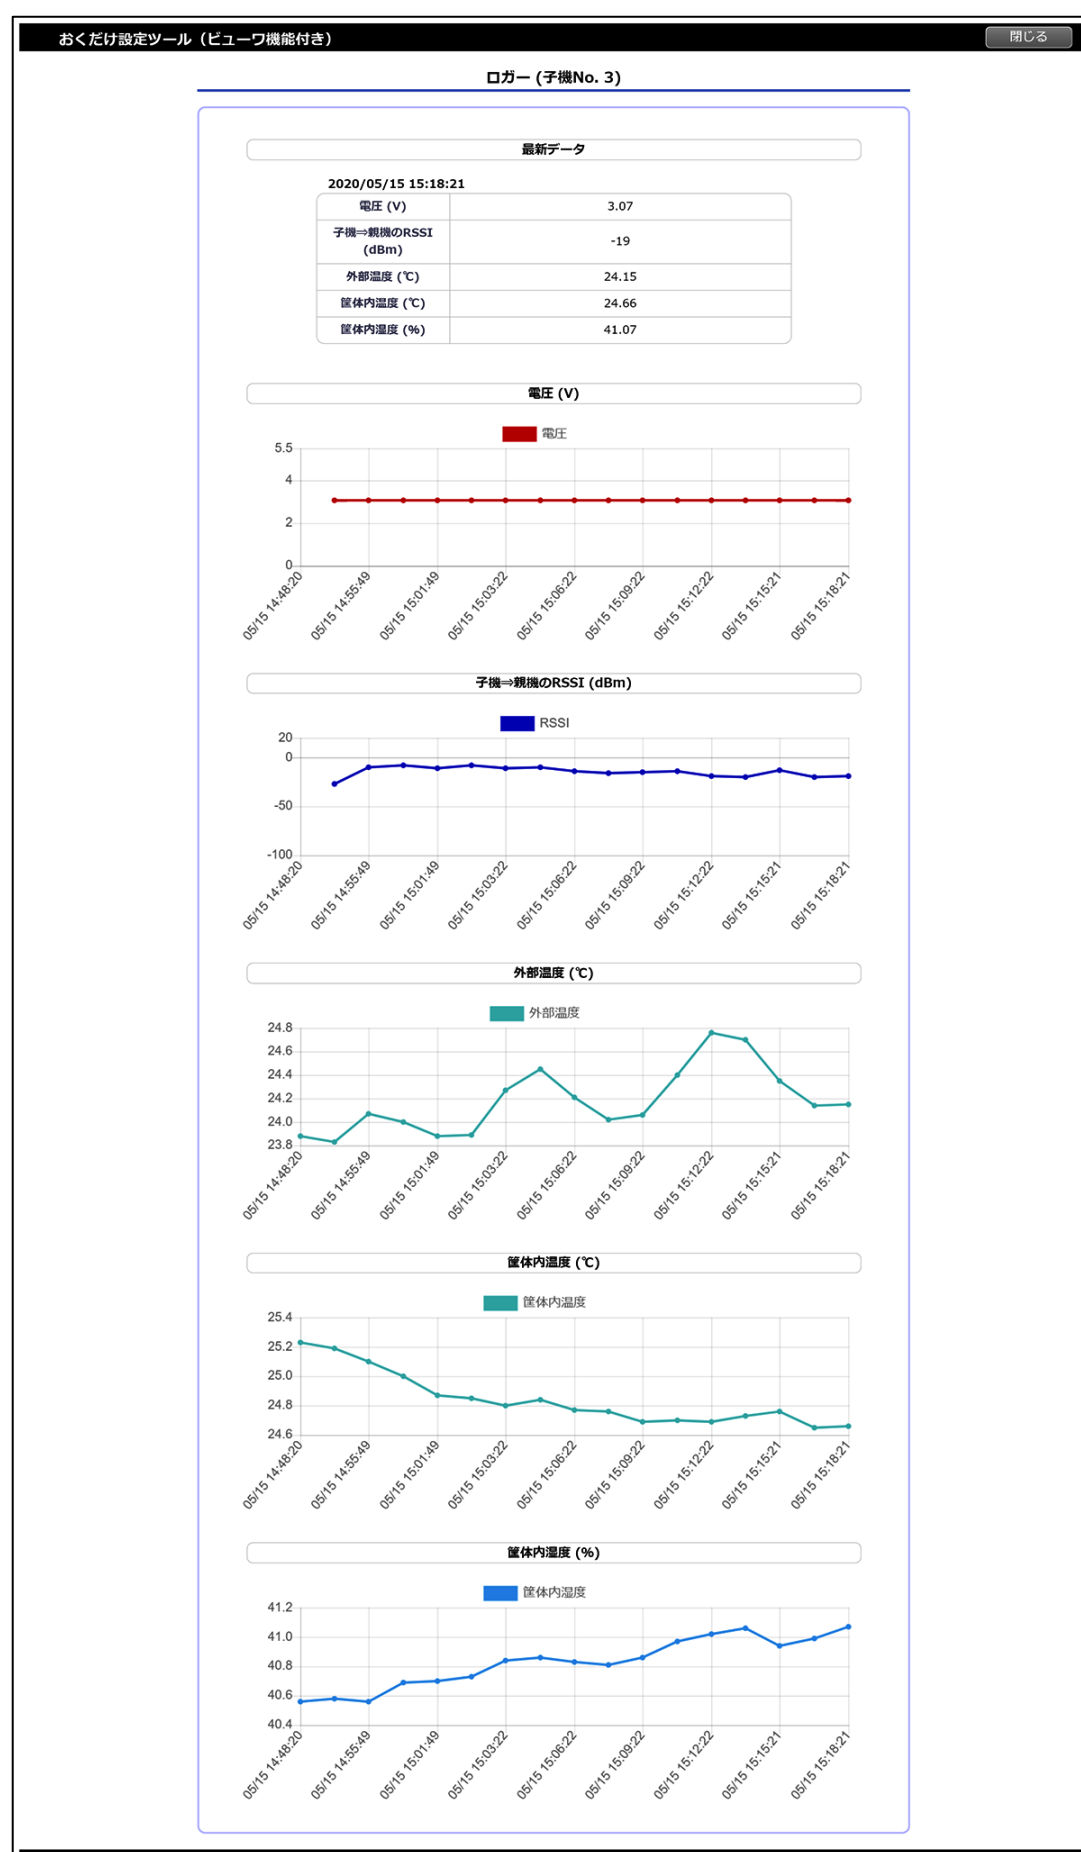 おくだけ設定ツール（ビューワ機能付き）
閉じる
ロガー (子機No. 3)
最新データ
2020/05/15 15:18:21
電圧 (V) 3.07
子機⇒親機のRSSI (dBm) -19
外部温度 (℃) 24.15
筐体内温度 (℃) 24.66
筐体内湿度 (%) 41.07
電圧 (V)
電圧
5.5
4
2
0
05/15 14:48:20 05/15 14:55:49 05/15 15:01:49 05/15 15:03:22 05/15 15:06:22 05/15 15:09:22 05/15 15:12:22 05/15 15:15:21 05/15 15:18:21
子機⇒親機のRSSI (dBm)
RSSI
20
0
-50
-100
05/15 14:48:20 05/15 14:55:49 05/15 15:01:49 05/15 15:03:22 05/15 15:06:22 05/15 15:09:22 05/15 15:12:22 05/15 15:15:21 05/15 15:18:21
外部温度 (℃)
外部温度
24.8
24.6
24.4
24.2
24.0
23.8
05/15 14:48:20 05/15 14:55:49 05/15 15:01:49 05/15 15:03:22 05/15 15:06:22 05/15 15:09:22 05/15 15:12:22 05/15 15:15:21 05/15 15:18:21
筐体内温度 (℃)
筐体内温度
25.4
25.2
25.0
24.8
24.6
05/15 14:48:20 05/15 14:55:49 05/15 15:01:49 05/15 15:03:22 05/15 15:06:22 05/15 15:09:22 05/15 15:12:22 05/15 15:15:21 05/15 15:18:21
筐体内湿度 (%)
筐体内湿度
41.2
41.0
40.8
40.6
40.4
05/15 14:48:20 05/15 14:55:49 05/15 15:01:49 05/15 15:03:22 05/15 15:06:22 05/15 15:09:22 05/15 15:12:22 05/15 15:15:21 05/15 15:18:21